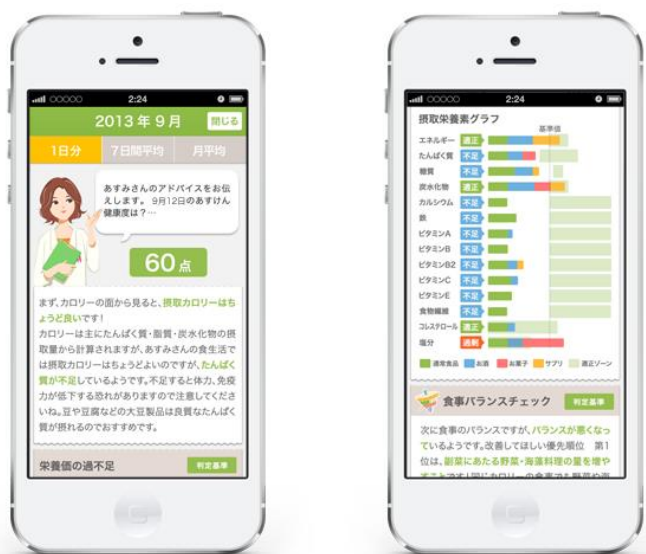 2:24
2013年9月
閉じる
1日分
7日間平均
月平均
あすみさんのアドバイスをお伝
えします。 9月12日のあすけん
健康度は？…
60点
まず、カロリーの面から見ると、摂取カロリーはち
ょうど良いです！
カロリーは主にたんぱく質・脂質・炭水化物の摂
取量から計算されますが、あすみさんの食生活で
は摂取カロリーはちょうどよいのですが、たんぱく
質が不足しているようです。不足すると体力、免疫
力が低下する恐れがありますので注意してくださ
いね。豆や豆腐などの大豆製品は良質なたんぱく
質が摂れるのでおすすめです。
栄養価の過不足
判定基準
2:24
摂取栄養素グラフ
基準値
エネルギー 適正
たんぱく質 不足
糖質 不足
炭水化物 適正
カルシウム 不足
鉄 不足
ビタミンA 不足
ビタミンB 不足
ビタミンB2 不足
ビタミンC 不足
ビタミンE 不足
食物繊維 不足
コレステロール 適正
塩分 過剰
通常食品 お酒 お菓子 サプリ 適正ゾーン
食事バランスチェック
判定基準
次に食事のバランスですが、バランスが悪くなっ
ているようです。改善してほしい優先順位 第1
位は、副菜にあたる野菜・海藻料理の量を増や